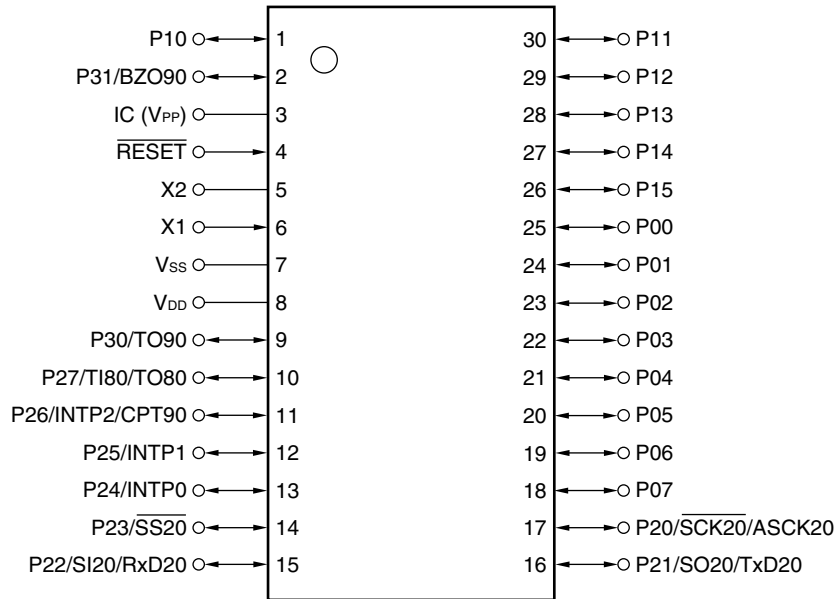 P10 1 30 P11
P31/BZO90 2 29 P12
IC (VPP) 3 28 P13
RESET 4 27 P14
X2 5 26 P15
X1 6 25 P00
VSS 7 24 P01
VDD 8 23 P02
P30/TO90 9 22 P03
P27/TI80/TO80 10 21 P04
P26/INTP2/CPT90 11 20 P05
P25/INTP1 12 19 P06
P24/INTP0 13 18 P07
P23/SS20 14 17 P20/SCK20/ASCK20
P22/SI20/RxD20 15 16 P21/SO20/TxD20